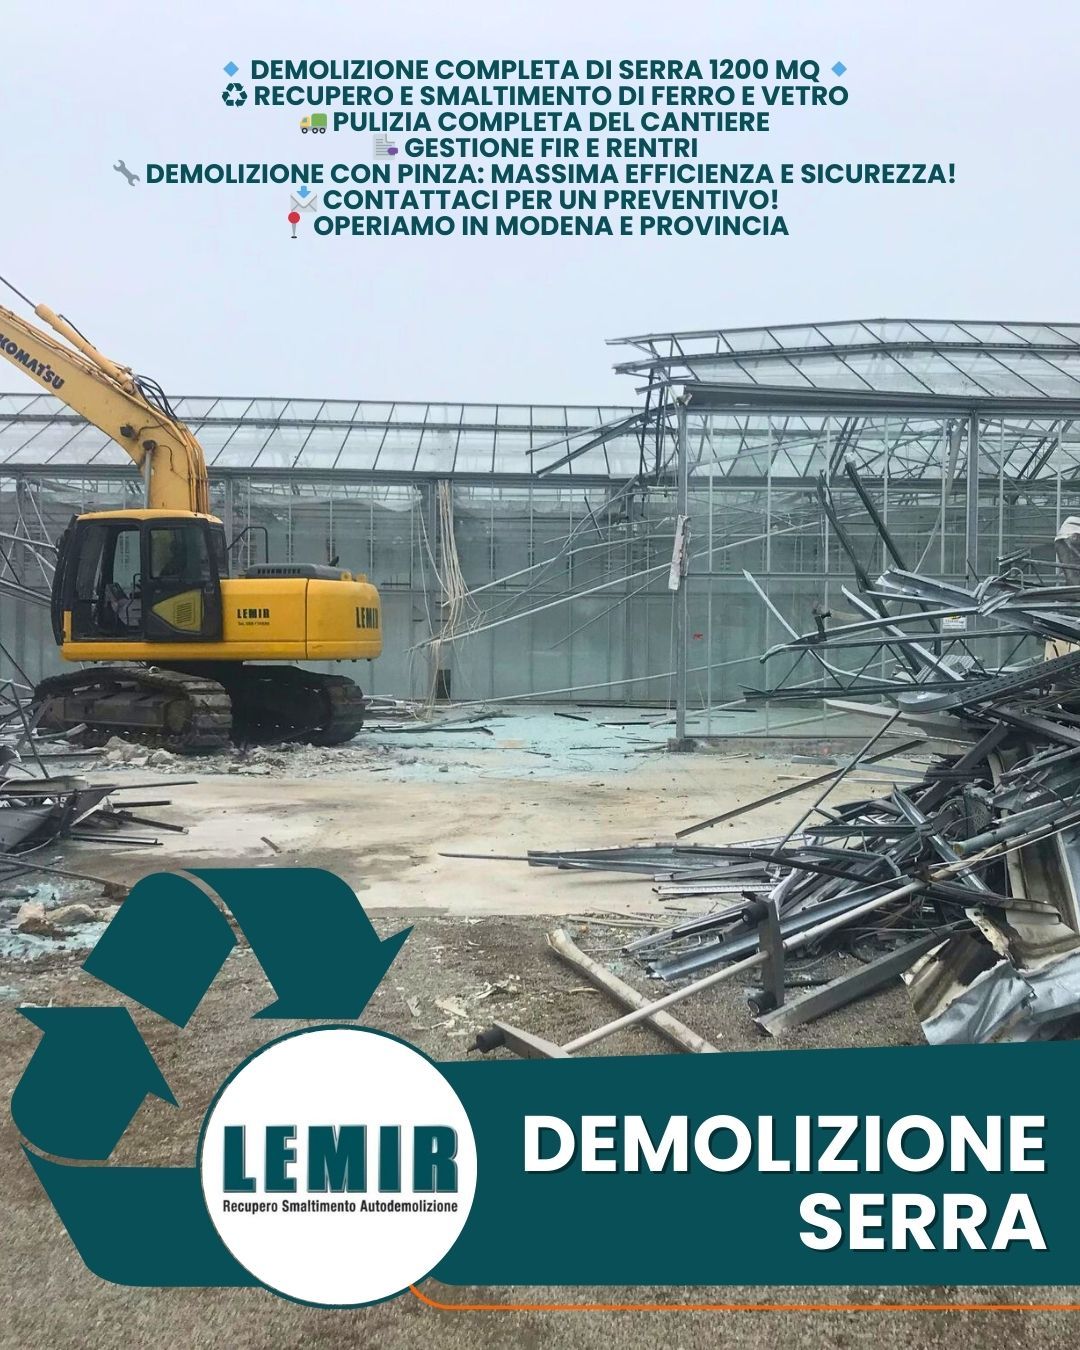 🔹 DEMOLIZIONE COMPLETA DI SERRA 1200 MQ 🔹
♻ RECUPERO E SMALTIMENTO DI FERRO E VETRO
🚛 PULIZIA COMPLETA DEL CANTIERE
📝 GESTIONE FIR E RENTRI
🔧 DEMOLIZIONE CON PINZA: MASSIMA EFFICIENZA E SICUREZZA!
📩 CONTATTACI PER UN PREVENTIVO!
📍 OPERIAMO IN MODENA E PROVINCIA
KOMATSU
LEMIR
LEMIR
LEMIR
Recupero Smaltimento Autodemolizione
DEMOLIZIONE
SERRA